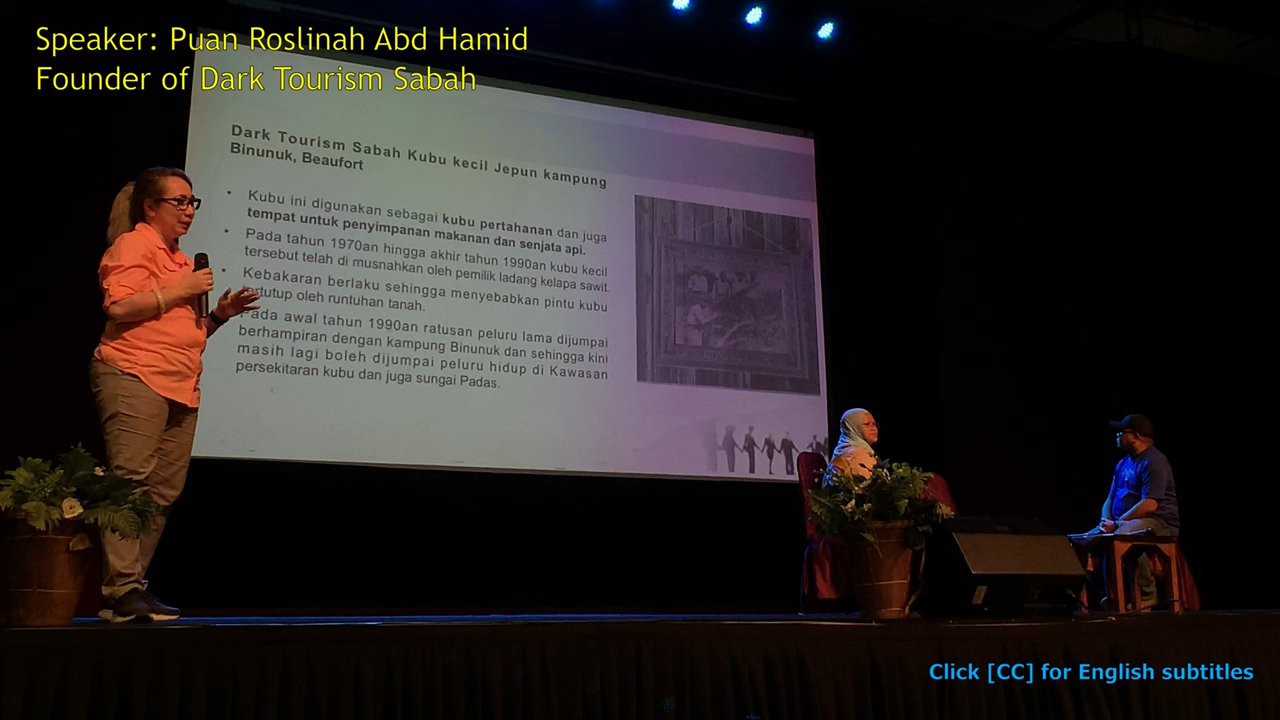 Speaker: Puan Roslinah Abd Hamid
Founder of Dark Tourism Sabah
Dark Tourism Sabah Kubu kecil Jepun kampung
Binunuk, Beaufort
• Kubu ini digunakan sebagai kubu pertahanan dan juga
tempat untuk penyimpanan makanan dan senjata api.
• Pada tahun 1970an hingga akhir tahun 1990an kubu kecil
tersebut telah di musnahkan oleh pemilik ladang kelapa sawit.
• Kebakaran berlaku sehingga menyebabkan pintu kubu
oleh runtuhan tanah.
Pada awal tahun 1990an ratusan peluru lama dijumpai
berhampiran dengan kampung Binunuk dan sehingga kini
masih lagi boleh dijumpai peluru hidup di Kawasan
persekitaran kubu dan juga sungai Padas.
Click [CC] for English subtitles